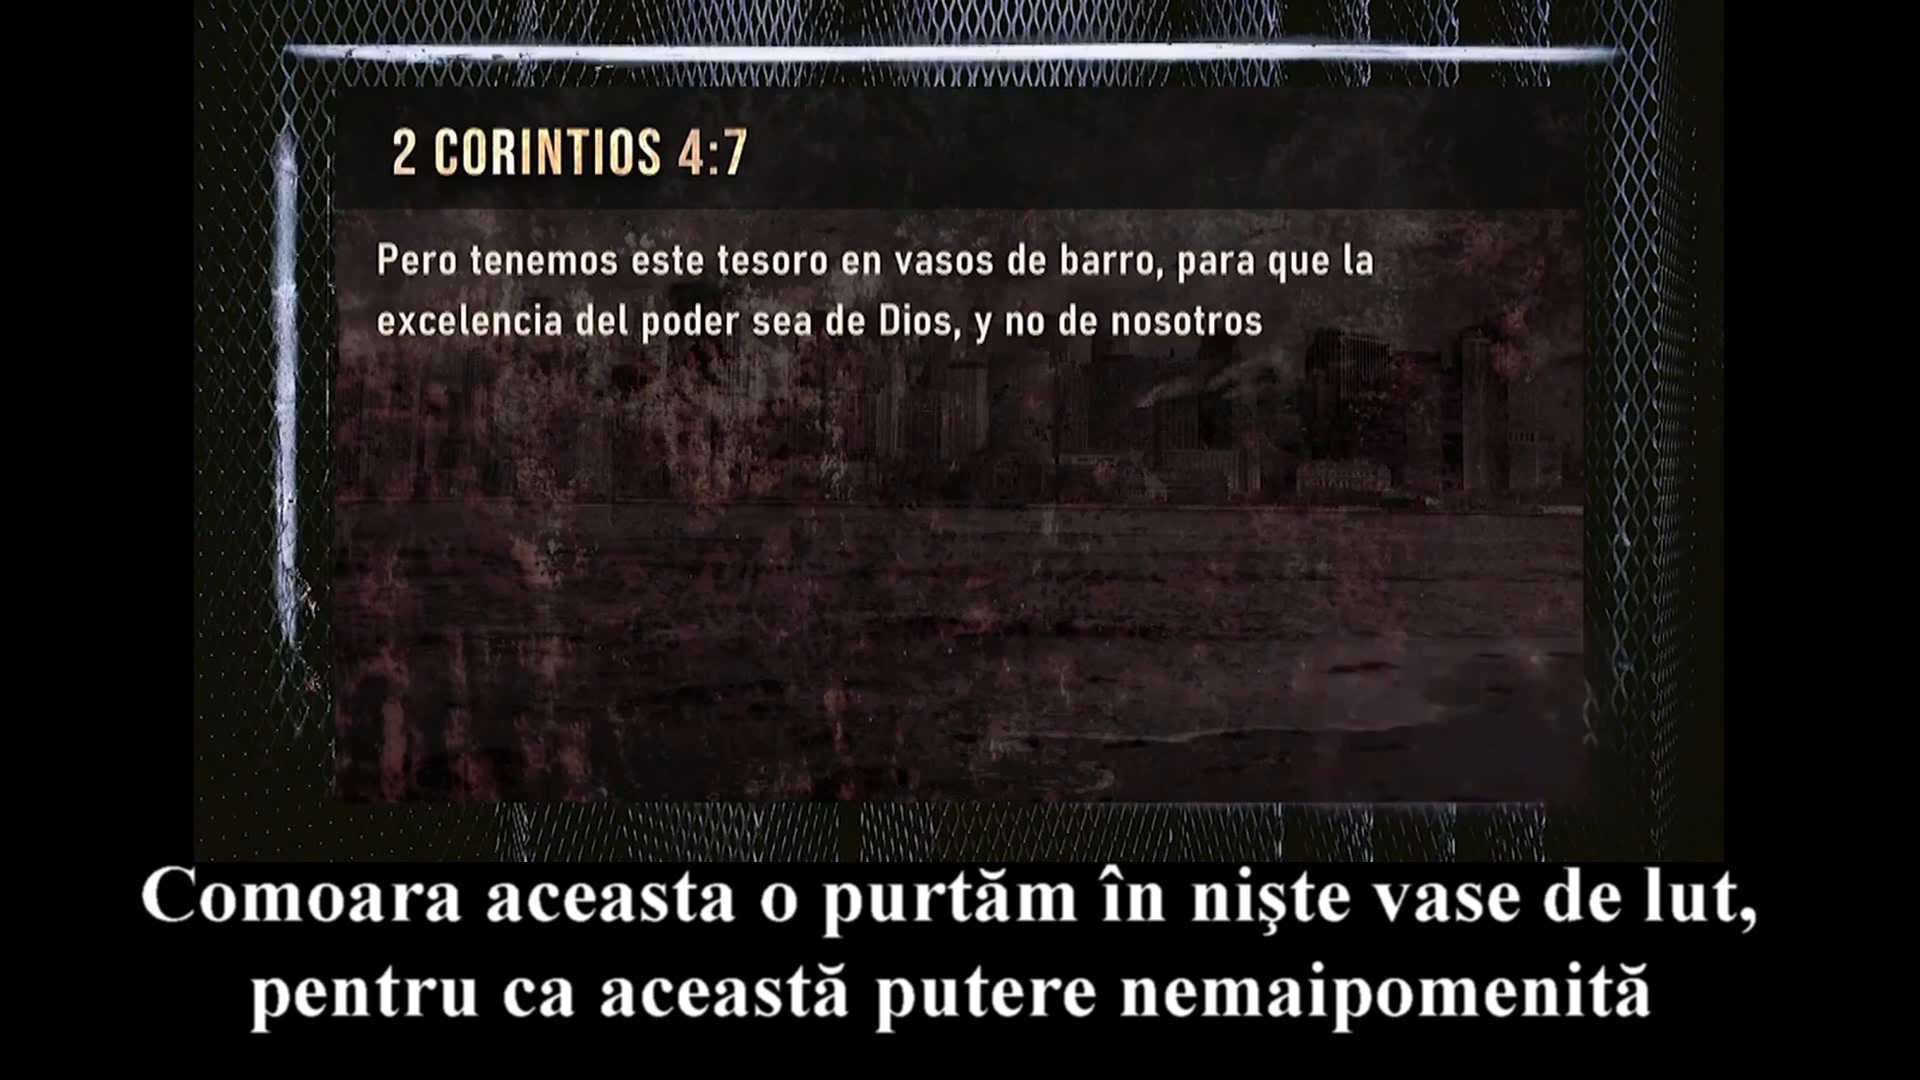 2 CORINTIOS 4:7
Pero tenemos este tesoro en vasos de barro, para que la
excelencia del poder sea de Dios, y no de nosotros
Comoara aceasta o purtăm în nişte vase de lut,
pentru ca această putere nemaipomenită